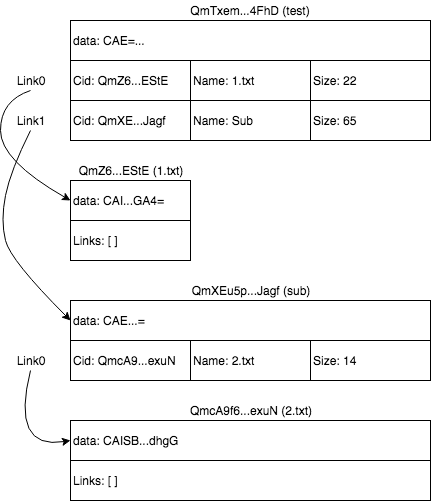 QmTxem...4FhD (test)
data: CAE=...
Link0 Cid: QmZ6...EStE Name: 1.txt Size: 22
Link1 Cid: QmXE...Jagf Name: Sub Size: 65
QmZ6...EStE (1.txt)
data: CAI...GA4=
Links: [ ]
QmXEu5p...Jagf (sub)
data: CAE...=
Link0 Cid: QmcA9...exuN Name: 2.txt Size: 14
QmcA9f6...exuN (2.txt)
data: CAISB...dhgG
Links: [ ]